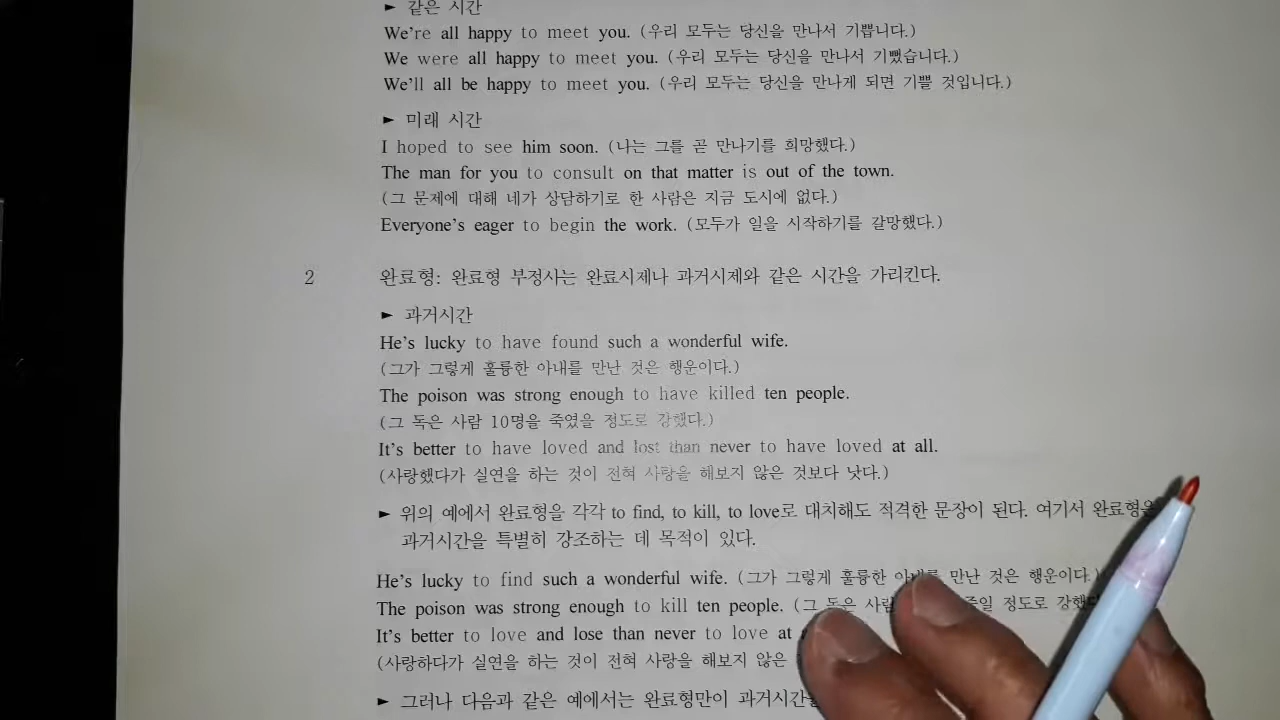 ► 같은 시간
We're all happy to meet you. (우리 모두는 당신을 만나서 기쁩니다.)
We were all happy to meet you. (우리 모두는 당신을 만나서 기뻤습니다.)
We'll all be happy to meet you. (우리 모두는 당신을 만나게 되면 기쁠 것입니다.)
► 미래 시간
I hoped to see him soon. (나는 그를 곧 만나기를 희망했다.)
The man for you to consult on that matter is out of the town.
(그 문제에 대해 네가 상담하기로 한 사람은 지금 도시에 없다.)
Everyone's eager to begin the work. (모두가 일을 시작하기를 갈망했다.)
2 완료형: 완료형 부정사는 완료시제나 과거시제와 같은 시간을 가리킨다.
► 과거시간
He's lucky to have found such a wonderful wife.
(그가 그렇게 훌륭한 아내를 만난 것은 행운이다.)
The poison was strong enough to have killed ten people.
(그 독은 사람 10명을 죽였을 정도로 강했다.)
It's better to have loved and lost than never to have loved at all.
(사랑했다가 실연을 하는 것이 전혀 사랑을 해보지 않은 것보다 낫다.)
► 위의 예에서 완료형을 각각 to find, to kill, to love로 대치해도 적격한 문장이 된다. 여기서 완료형은
과거시간을 특별히 강조하는 데 목적이 있다.
He's lucky to find such a wonderful wife. (그가 그렇게 훌륭한 아내를 만난 것은 행운이다.)
The poison was strong enough to kill ten people. (그 독은 사람 죽일 정도로 강했다
It's better to love and lose than never to love at
(사랑하다가 실연을 하는 것이 전혀 사랑을 해보지 않은
► 그러나 다음과 같은 예에서는 완료형만이 과거시간을